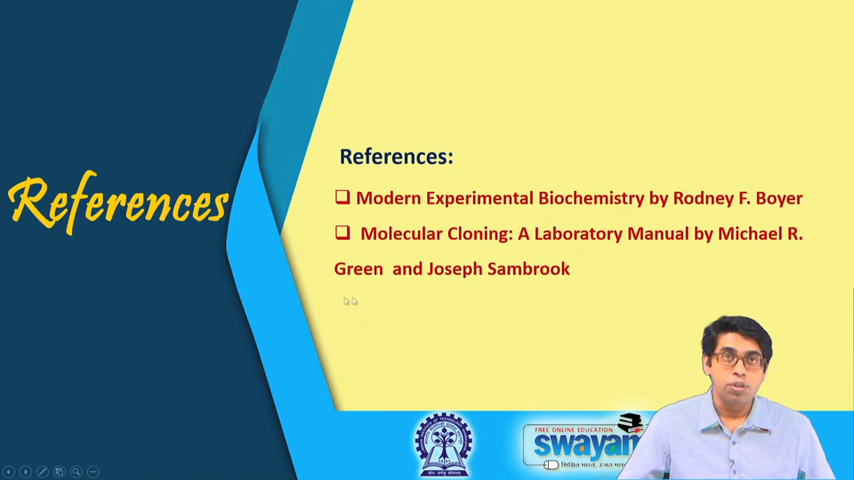 References
References:
❑ Modern Experimental Biochemistry by Rodney F. Boyer
❑ Molecular Cloning: A Laboratory Manual by Michael R.
Green and Joseph Sambrook
FREE ONLINE EDUCATION
swayam